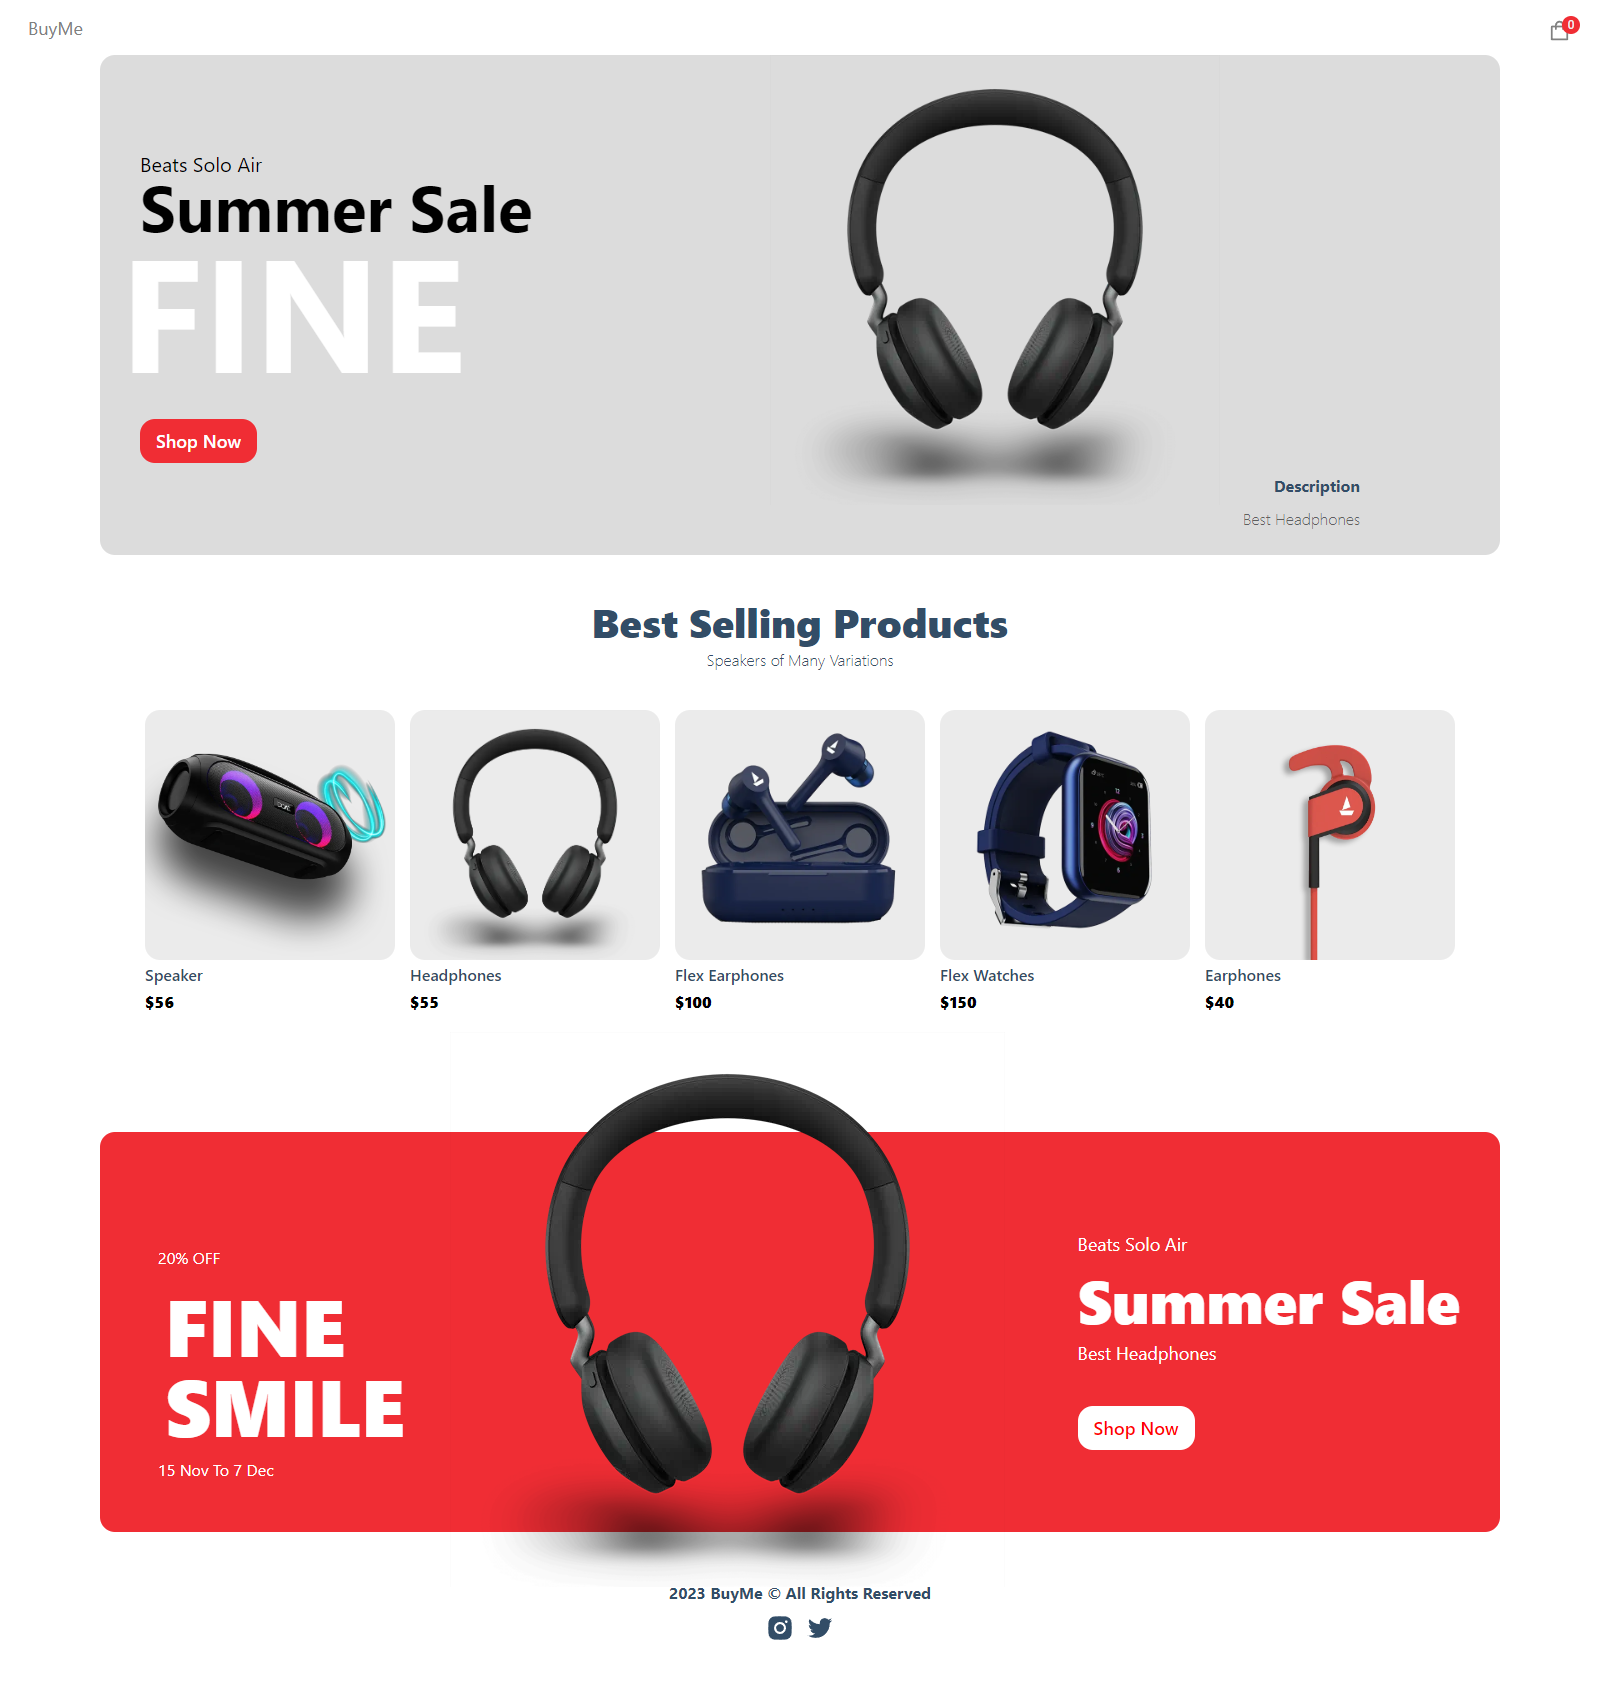 BuyMe
0
Beats Solo Air
Summer Sale
FINE
Shop Now
Description
Best Headphones
Best Selling Products
Speakers of Many Variations
Speaker
$56
Headphones
$55
Flex Earphones
$100
Flex Watches
$150
Earphones
$40
20% OFF
FINE
SMILE
15 Nov To 7 Dec
Beats Solo Air
Summer Sale
Best Headphones
Shop Now
2023 BuyMe © All Rights Reserved